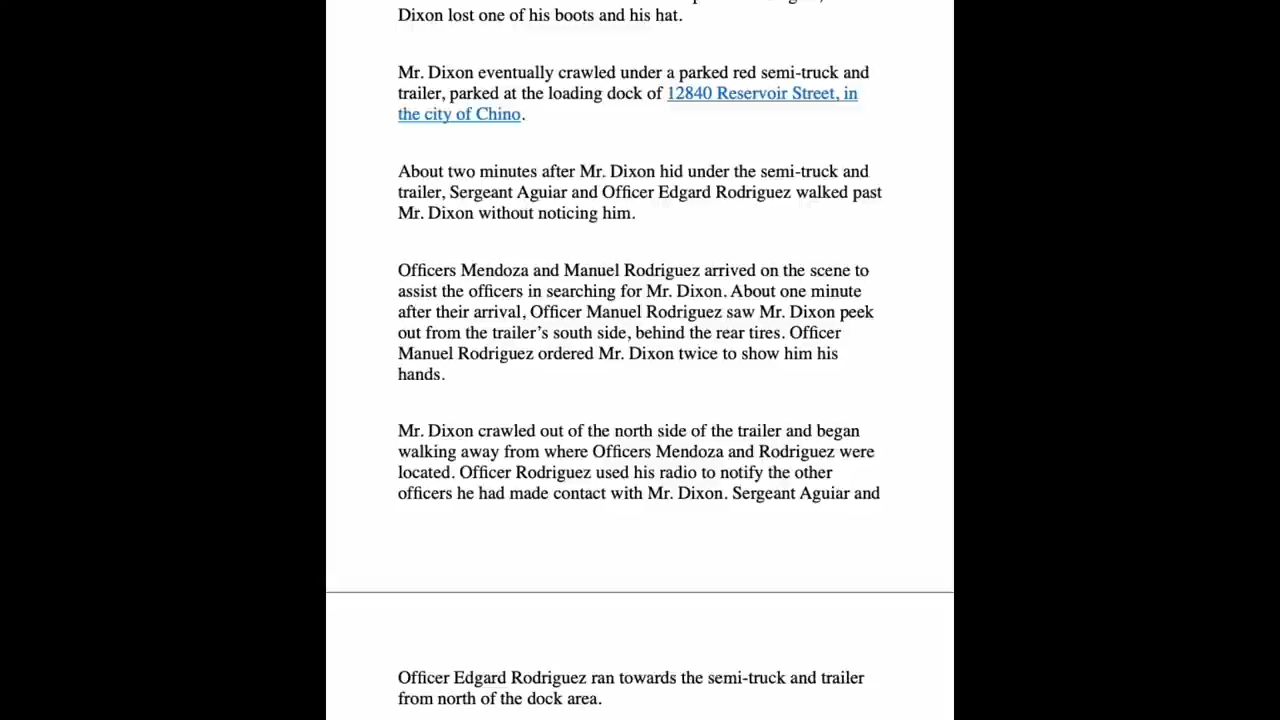 Dixon lost one of his boots and his hat.
Mr. Dixon eventually crawled under a parked red semi-truck and
trailer, parked at the loading dock of 12840 Reservoir Street, in
the city of Chino.
About two minutes after Mr. Dixon hid under the semi-truck and
trailer, Sergeant Aguiar and Officer Edgard Rodriguez walked past
Mr. Dixon without noticing him.
Officers Mendoza and Manuel Rodriguez arrived on the scene to
assist the officers in searching for Mr. Dixon. About one minute
after their arrival, Officer Manuel Rodriguez saw Mr. Dixon peek
out from the trailer’s south side, behind the rear tires. Officer
Manuel Rodriguez ordered Mr. Dixon twice to show him his
hands.
Mr. Dixon crawled out of the north side of the trailer and began
walking away from where Officers Mendoza and Rodriguez were
located. Officer Rodriguez used his radio to notify the other
officers he had made contact with Mr. Dixon. Sergeant Aguiar and
Officer Edgard Rodriguez ran towards the semi-truck and trailer
from north of the dock area.